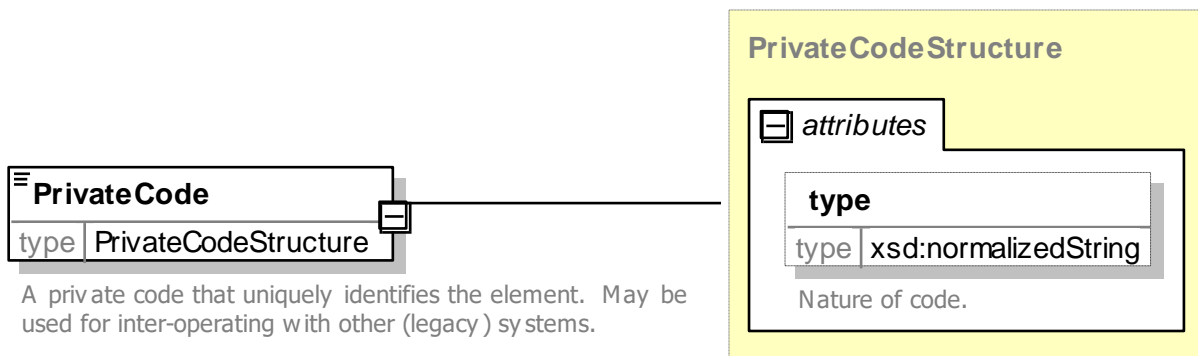 PrivateCodeStructure
attributes
PrivateCode
type PrivateCodeStructure
A private code that uniquely identifies the element. May be
used for inter-operating with other (legacy) systems.
type
type xsd:normalizedString
Nature of code.